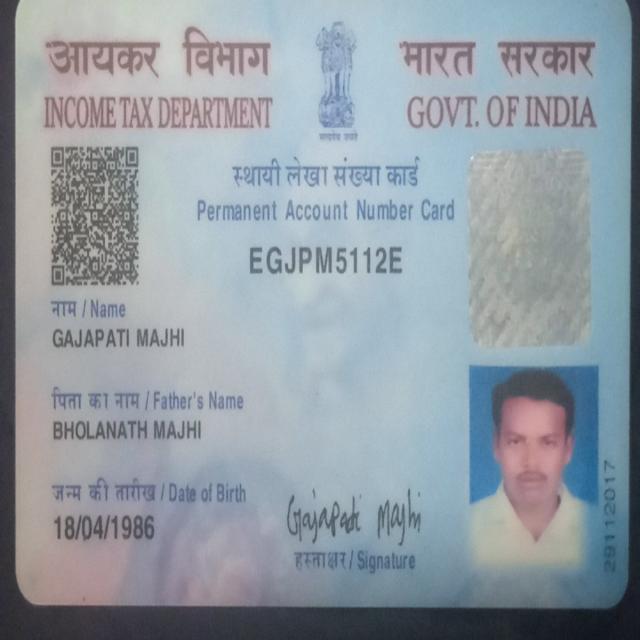 आयकर विभाग
INCOME TAX DEPARTMENT
सत्यमेव जयते
भारत सरकार
GOVT. OF INDIA
स्थायी लेखा संख्या कार्ड
Permanent Account Number Card
EGJPM5112E
नाम / Name
GAJAPATI MAJHI
पिता का नाम / Father's Name
BHOLANATH MAJHI
जन्म की तारीख / Date of Birth
18/04/1986
Gajapati Majhi
हस्ताक्षर / Signature
29112017